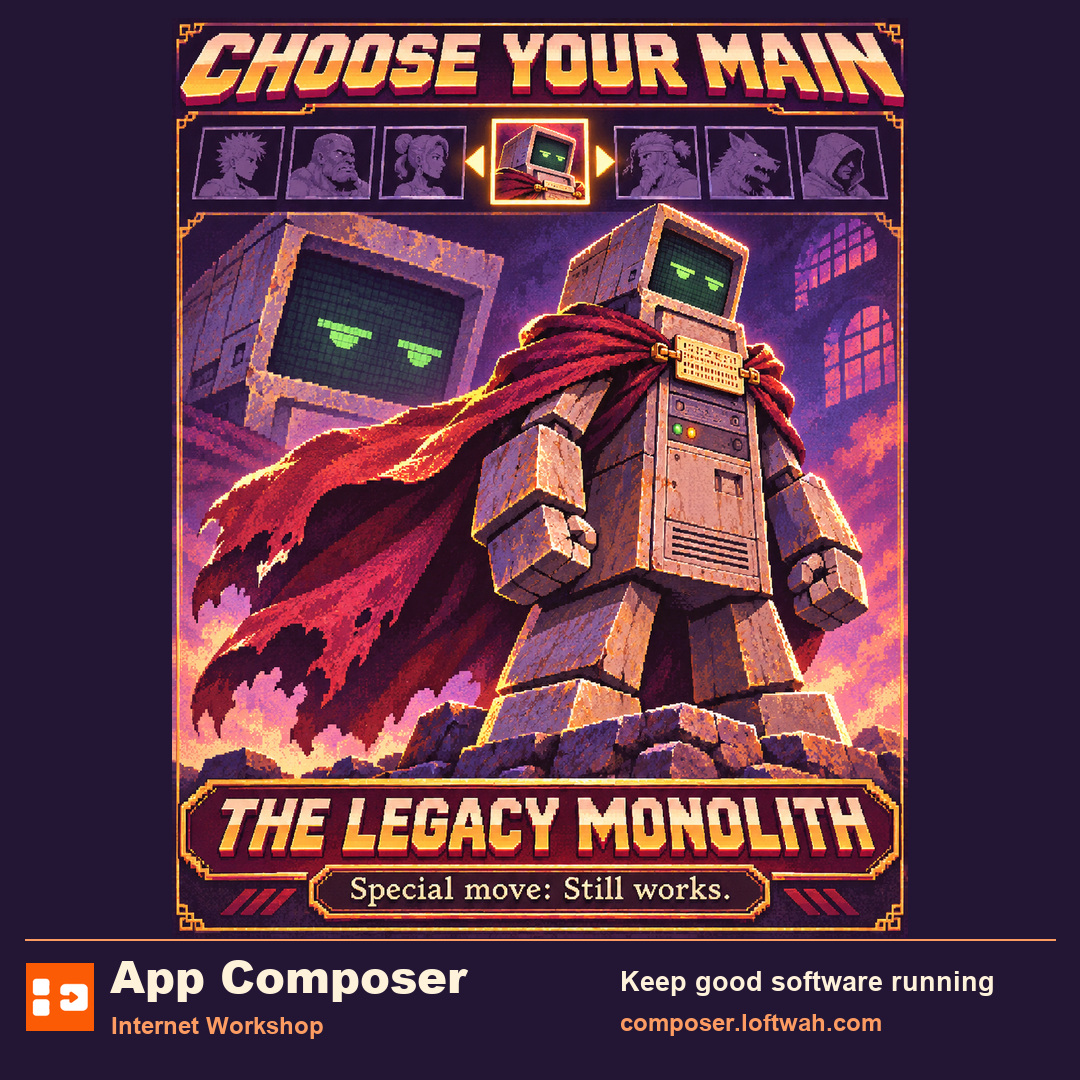 CHOOSE YOUR MAIN
THE LEGACY MONOLITH
Special move: Still works.
App Composer
Internet Workshop
Keep good software running
composer.loftwah.com